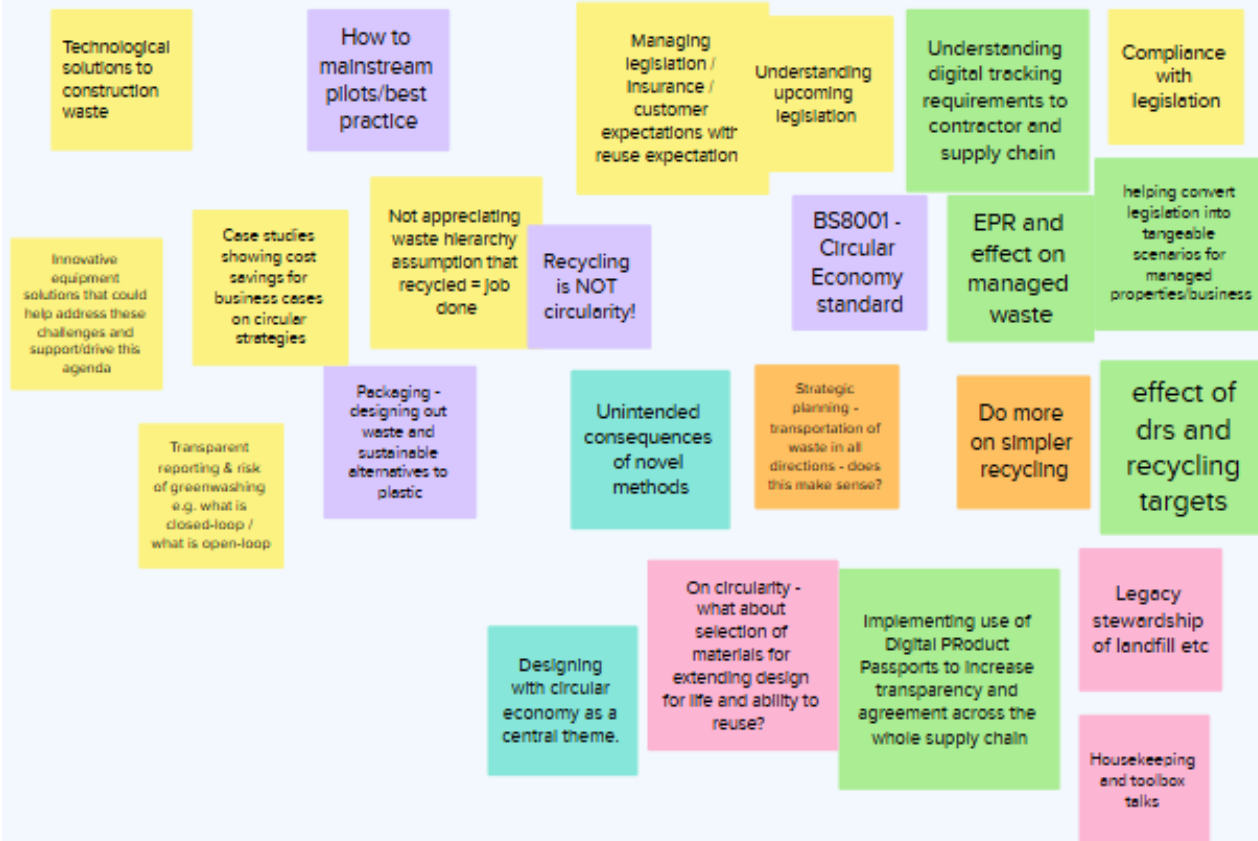 Technological
solutions to
construction
waste
How to
mainstream
pilots/best
practice
Managing
legislation /
insurance /
customer
expectations with
reuse expectation
Understanding
upcoming
legislation
Understanding
digital tracking
requirements to
contractor and
supply chain
Compliance
with
legislation
Innovative
equipment
solutions that could
help address these
challenges and
support/drive this
agenda
Case studies
showing cost
savings for
business cases
on circular
strategies
Not appreciating
waste hierarchy
assumption that
recycled = job
done
Recycling
is NOT
circularity!
BS8001 -
Circular
Economy
standard
EPR and
effect on
managed
waste
helping convert
legislation into
tangeable
scenarios for
managed
properties/business
Transparent
reporting & risk
of greenwashing
e.g. what is
closed-loop /
what is open-loop
Packaging -
designing out
waste and
sustainable
alternatives to
plastic
Unintended
consequences
of novel
methods
Strategic
planning -
transportation of
waste in all
directions - does
this make sense?
Do more
on simpler
recycling
effect of
drs and
recycling
targets
Designing
with circular
economy as a
central theme.
On circularity -
what about
selection of
materials for
extending design
for life and ability to
reuse?
Implementing use of
Digital PRoduct
Passports to increase
transparency and
agreement across the
whole supply chain
Legacy
stewardship
of landfill etc
Housekeeping
and toolbox
talks